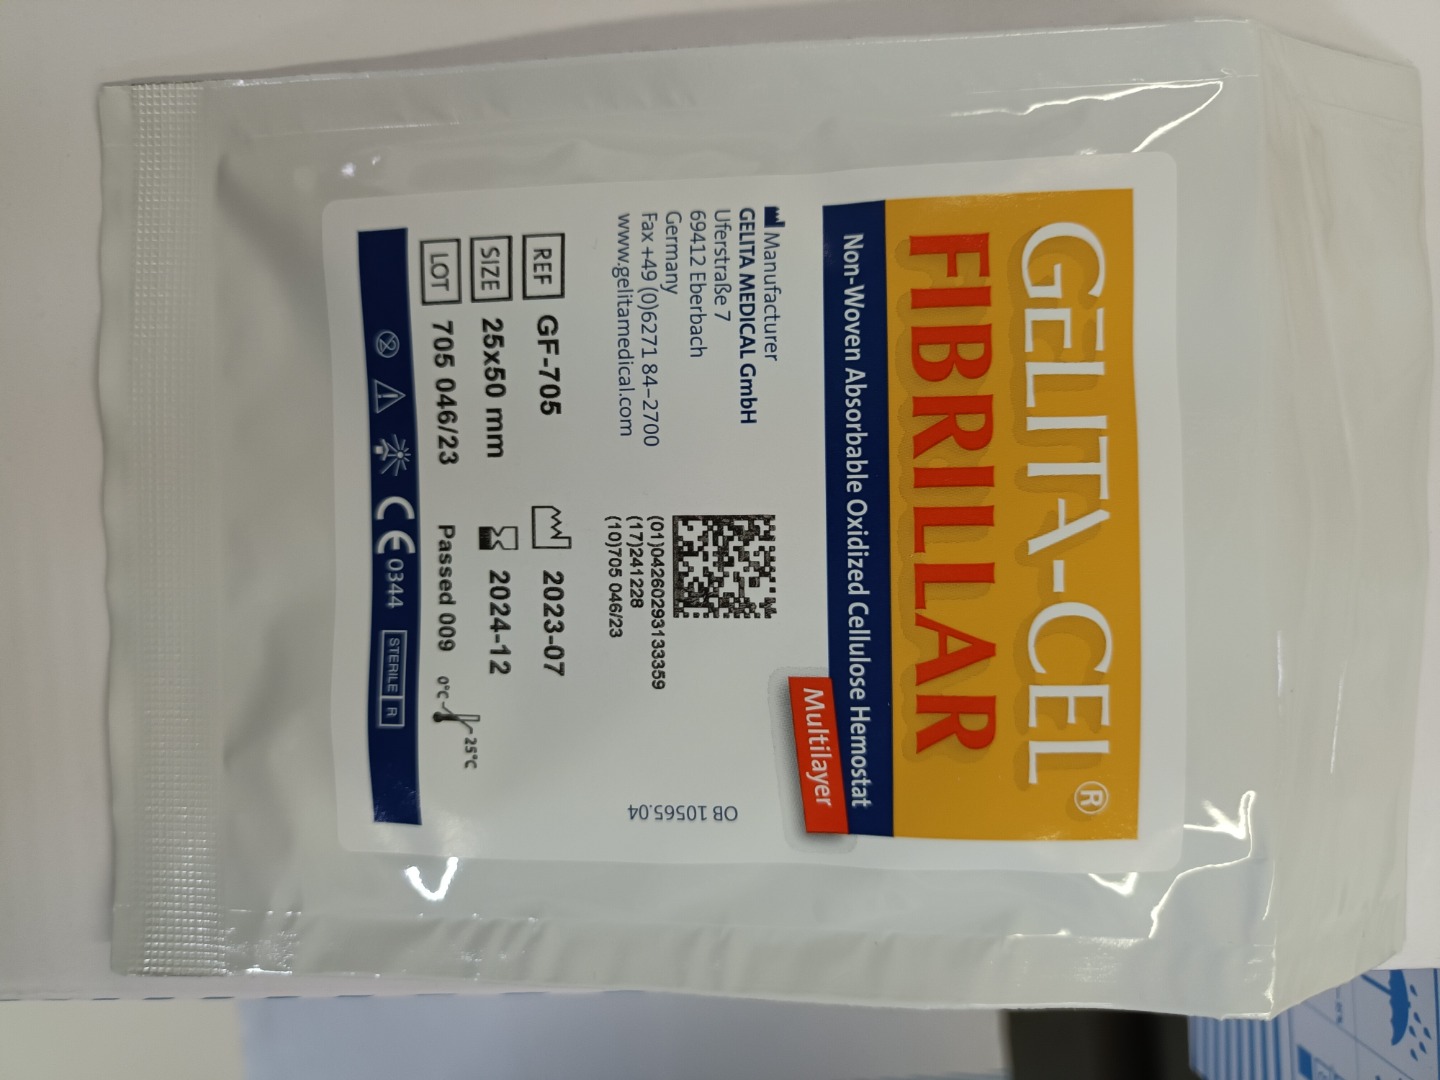 GELITA-CEL®
FIBRILLAR
Non-Woven Absorbable Oxidized Cellulose Hemostat
Multilayer
Manufacturer
GELITA MEDICAL GmbH
Uferstraße 7
69412 Eberbach
Germany
Fax +49 (0)6271 84–2700
www.gelitamedical.com
(01)04260293133359
(17)241228
(10)705 046/23
OB 10565.04
REF GF-705
2023-07
SIZE 25x50 mm
2024-12
LOT 705 046/23
Passed 009
0°C
25°C
2
CE 0344
STERILE R